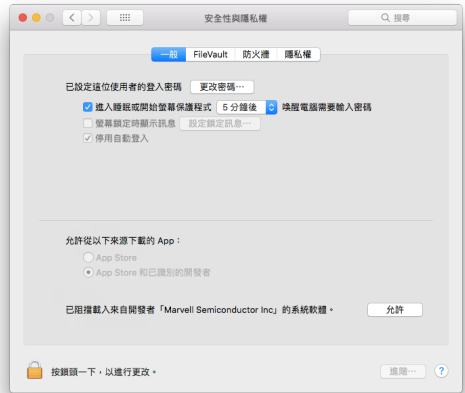 安全性與隱私權
搜尋
一般 FileVault 防火牆 隱私權
已設定這位使用者的登入密碼 更改密碼⋯
進入睡眠或開始螢幕保護程式 5 分鐘後 喚醒電腦需要輸入密碼
螢幕鎖定時顯示訊息 設定鎖定訊息⋯
停用自動登入
允許從以下來源下載的 App：
App Store
App Store 和已識別的開發者
已阻擋載入來自開發者「Marvell Semiconductor Inc」的系統軟體。 允許
按鎖頭一下，以進行更改。 進階⋯ ?